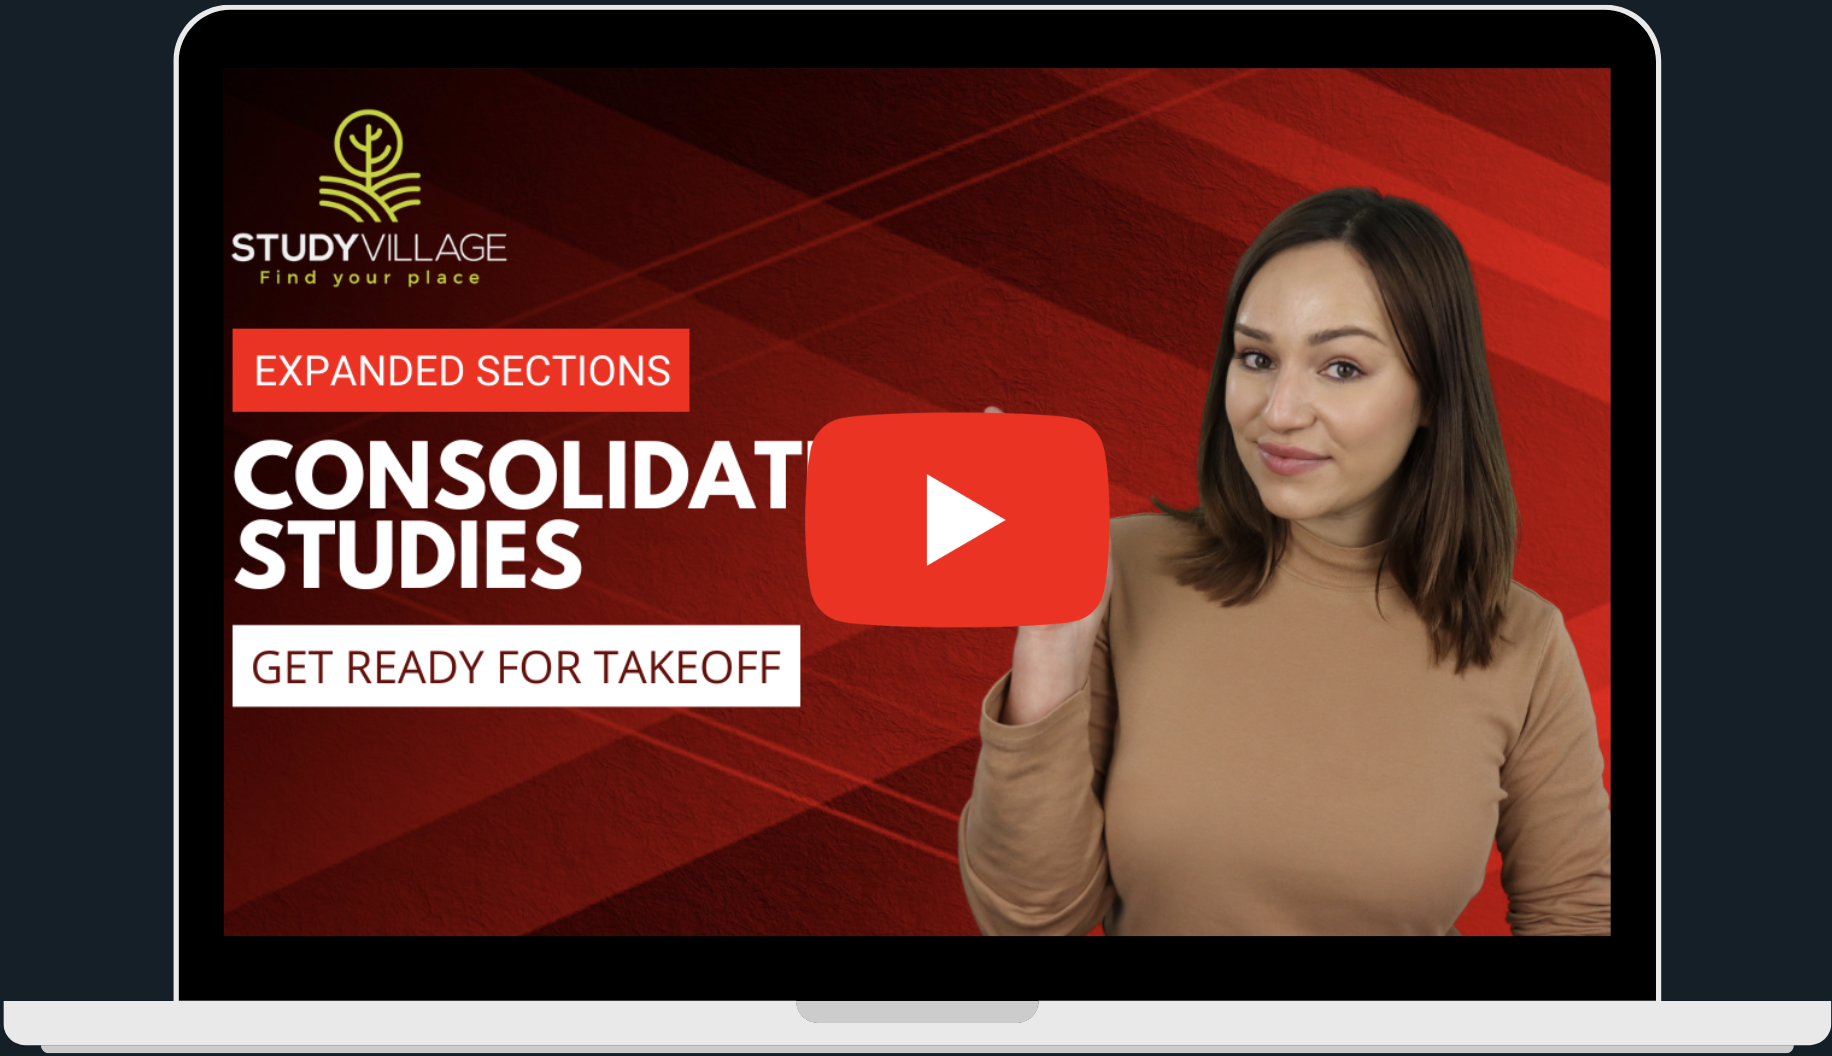 STUDYVILLAGE
Find your place
EXPANDED SECTIONS
STUDIES
GET READY FOR TAKEOFF